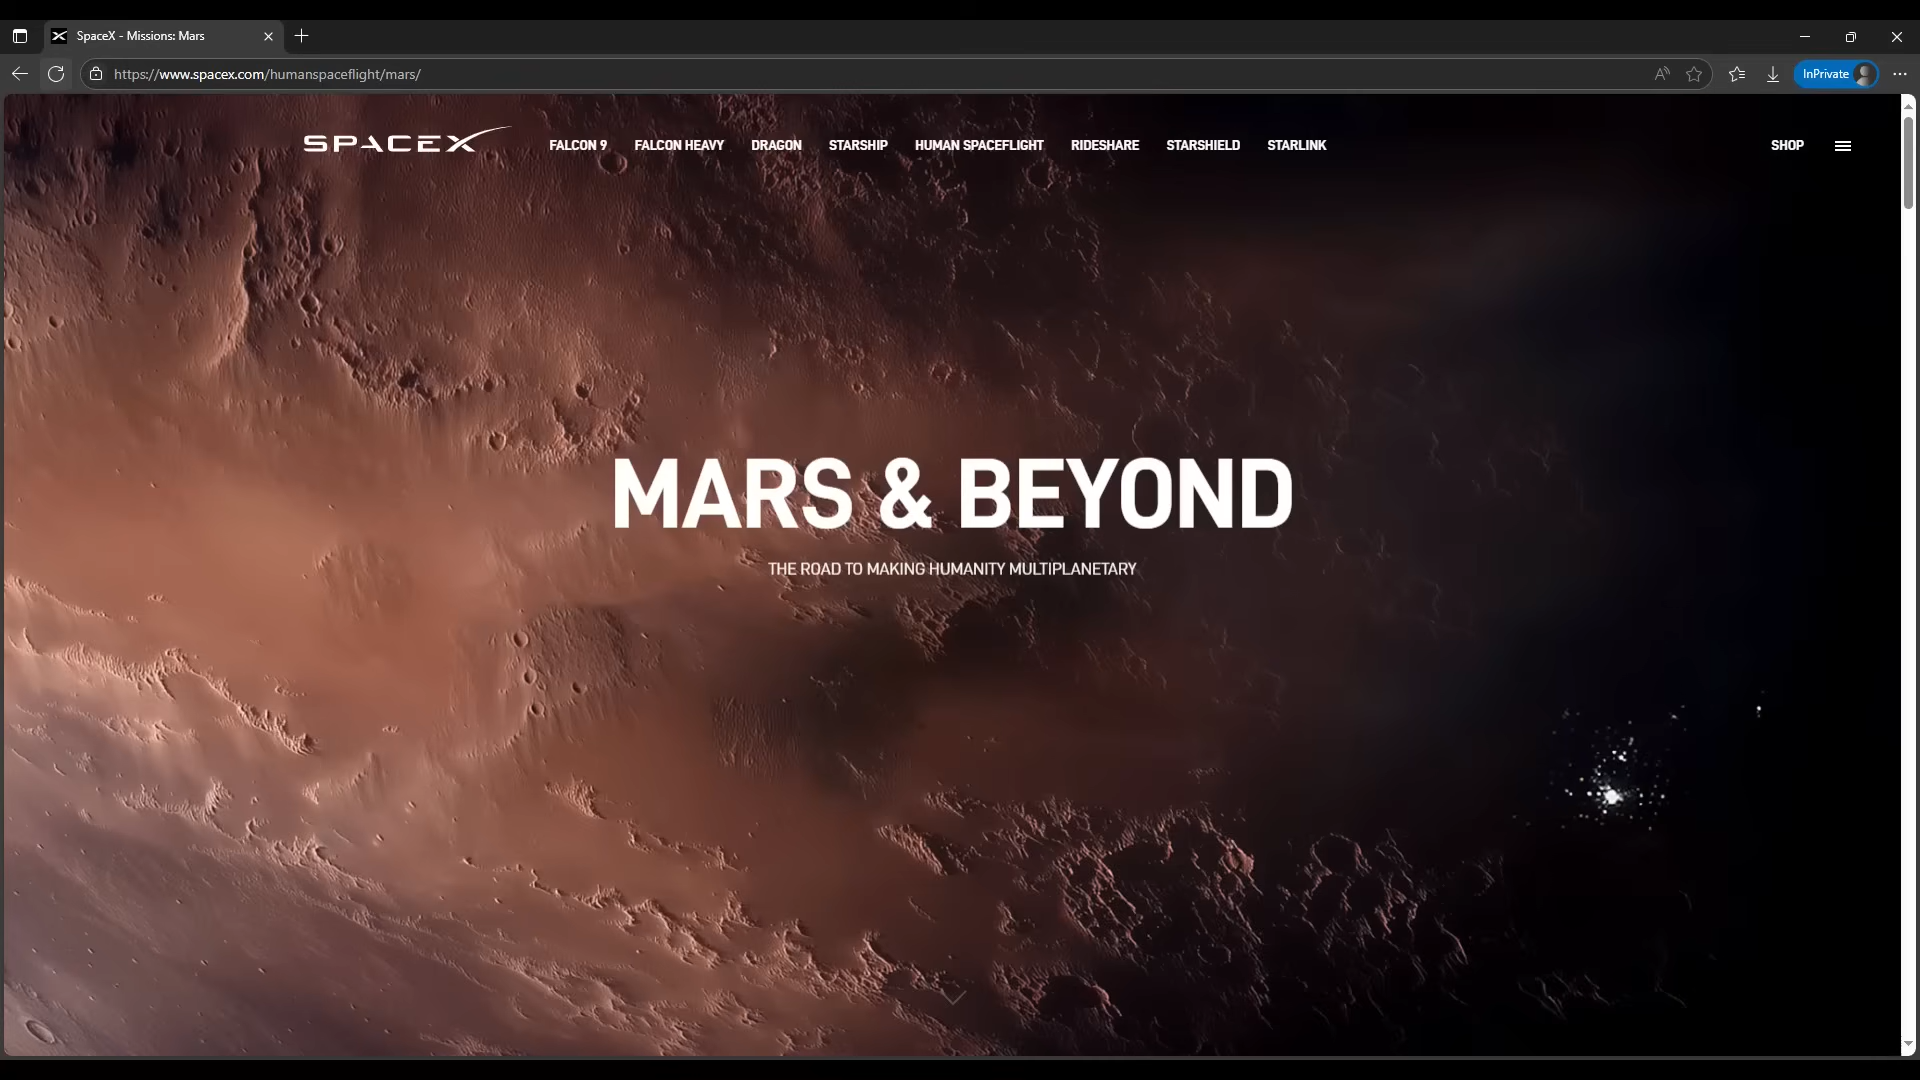 SpaceX - Missions: Mars
https://www.spacex.com/humanspaceflight/mars/
InPrivate
SPACEX
FALCON 9
FALCON HEAVY
DRAGON
STARSHIP
HUMAN SPACEFLIGHT
RIDESHARE
STARSHIELD
STARLINK
SHOP
MARS & BEYOND
THE ROAD TO MAKING HUMANITY MULTIPLANETARY